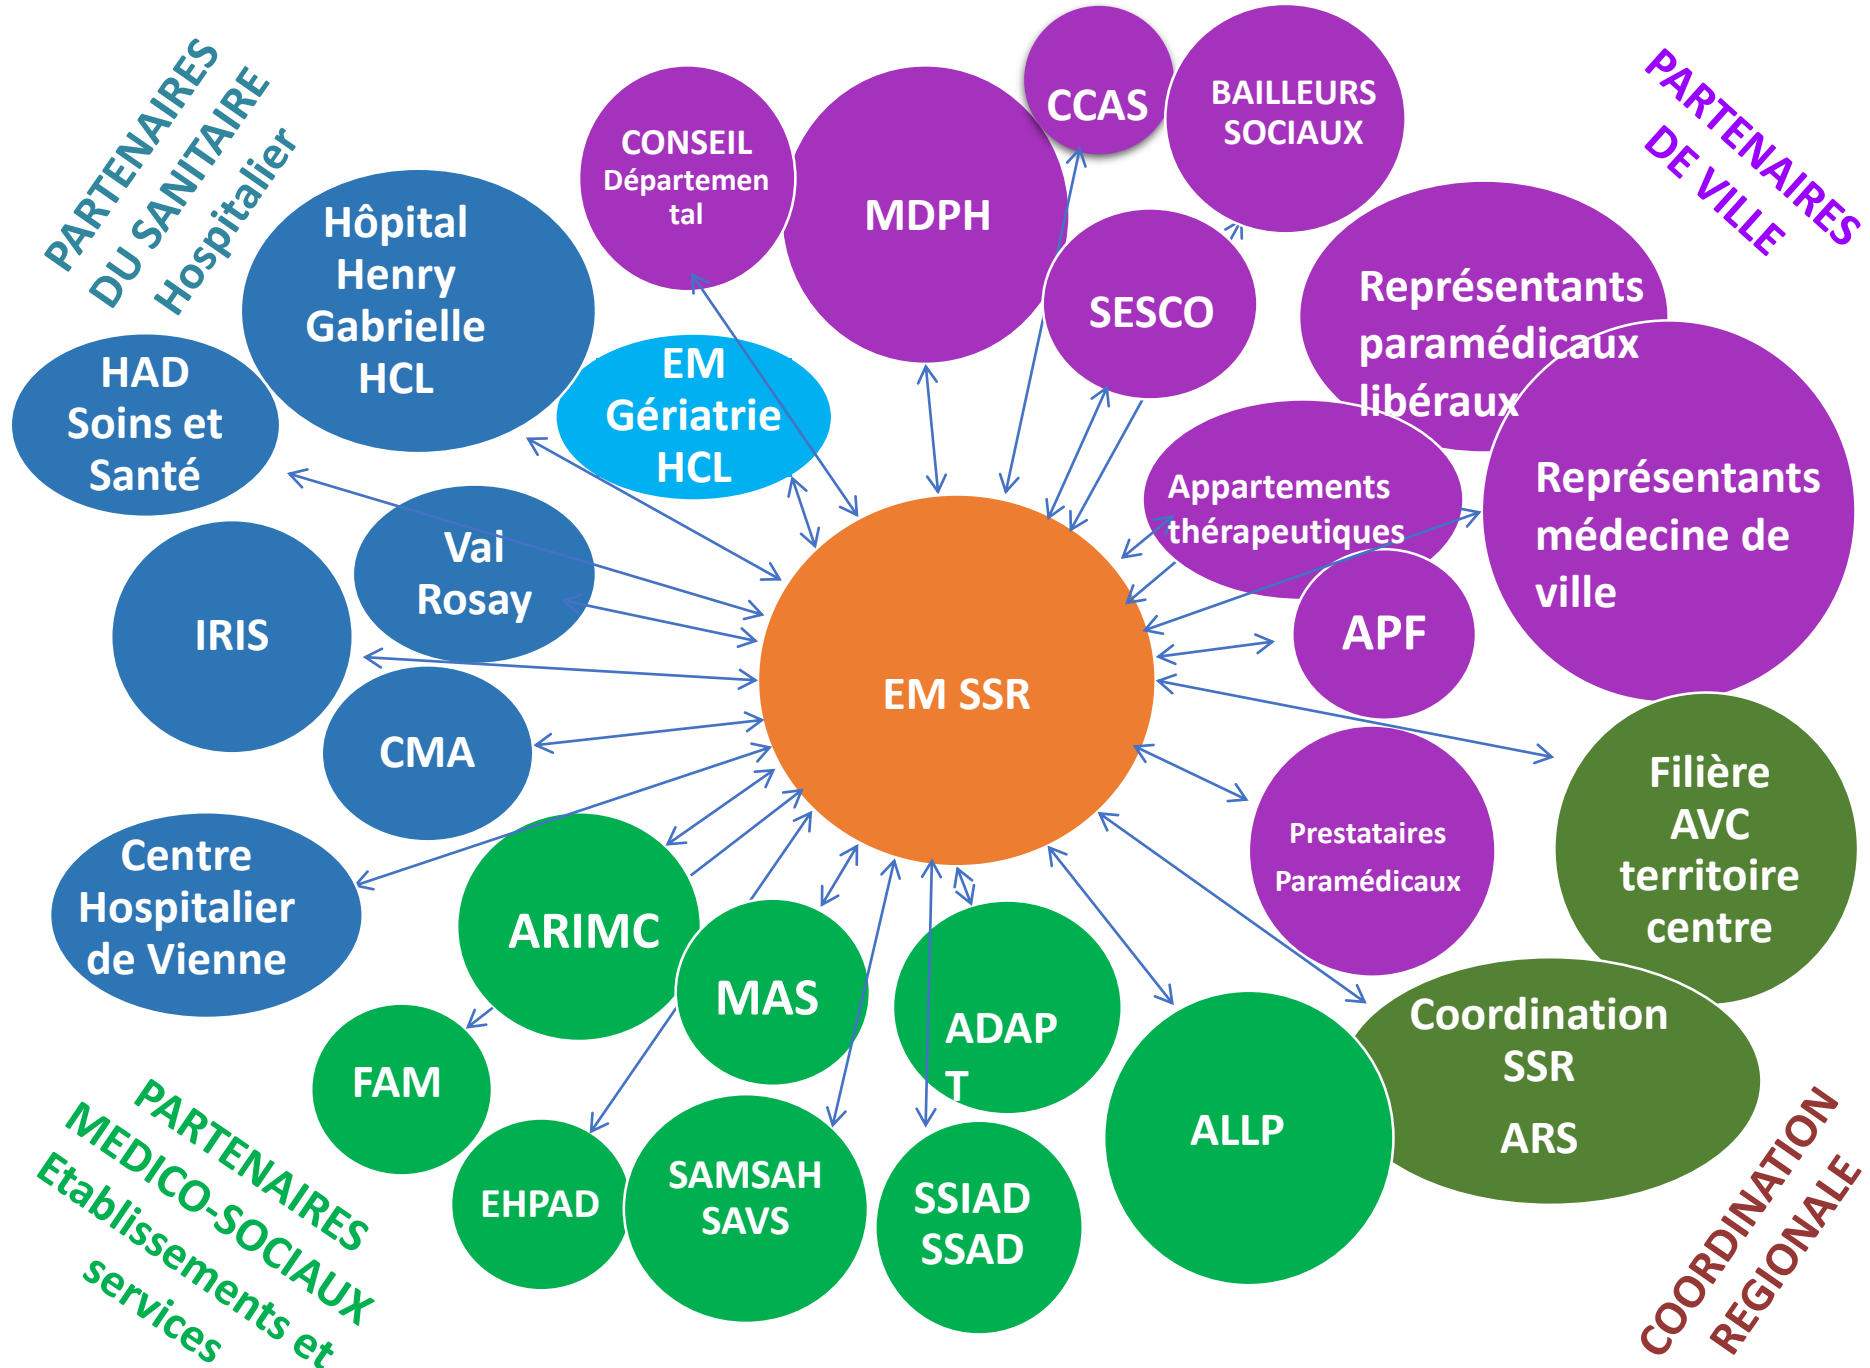 PARTENAIRES
DU SANITAIRE
Hospitalier
PARTENAIRES
DE VILLE
CONSEIL
Départemen
tal
MDPH
CCAS
BAILLEURS
SOCIAUX
SESCO
Hôpital
Henry
Gabrielle
HCL
HAD
Soins et
Santé
EM
Gériatrie
HCL
Représentants
paramédicaux
libéraux
Appartements
thérapeutiques
Représentants
médecine de
ville
Val
Rosay
IRIS
APF
EM SSR
CMA
Centre
Hospitalier
de Vienne
Prestataires
Paramédicaux
Filière
AVC
territoire
centre
ARIMC
MAS
ADAP
T
FAM
EHPAD
SAMSAH
SAVS
SSIAD
SSAD
ALLP
Coordination
SSR
ARS
PARTENAIRES
MEDICO-SOCIAUX
Etablissements et
services
COORDINATION
REGIONALE